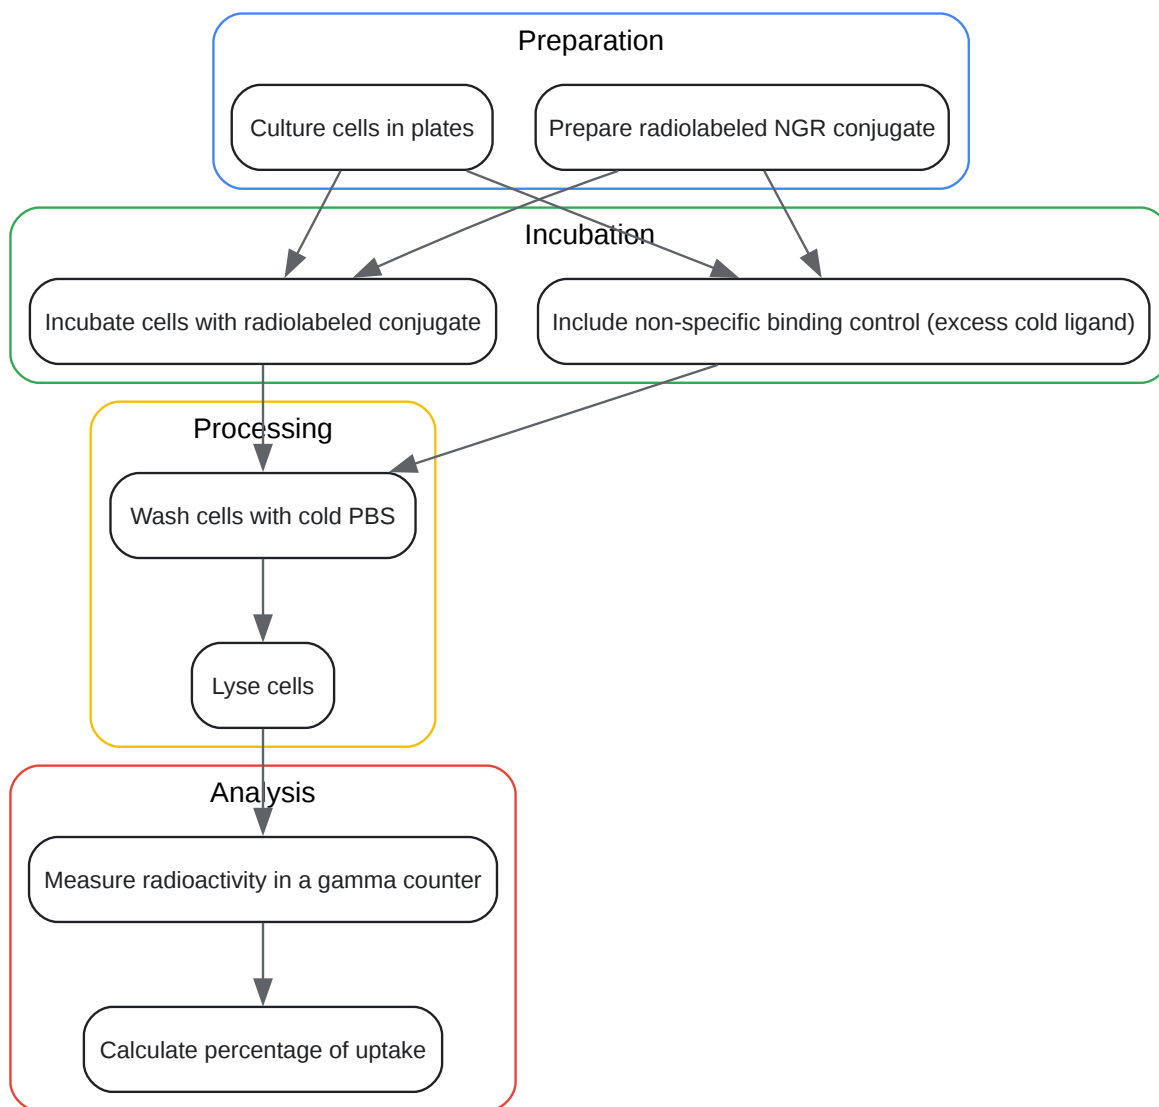 Preparation
Culture cells in plates
Prepare radiolabeled NGR conjugate
Incubation
Incubate cells with radiolabeled conjugate
Include non-specific binding control (excess cold ligand)
Processing
Wash cells with cold PBS
Lyse cells
Analysis
Measure radioactivity in a gamma counter
Calculate percentage of uptake